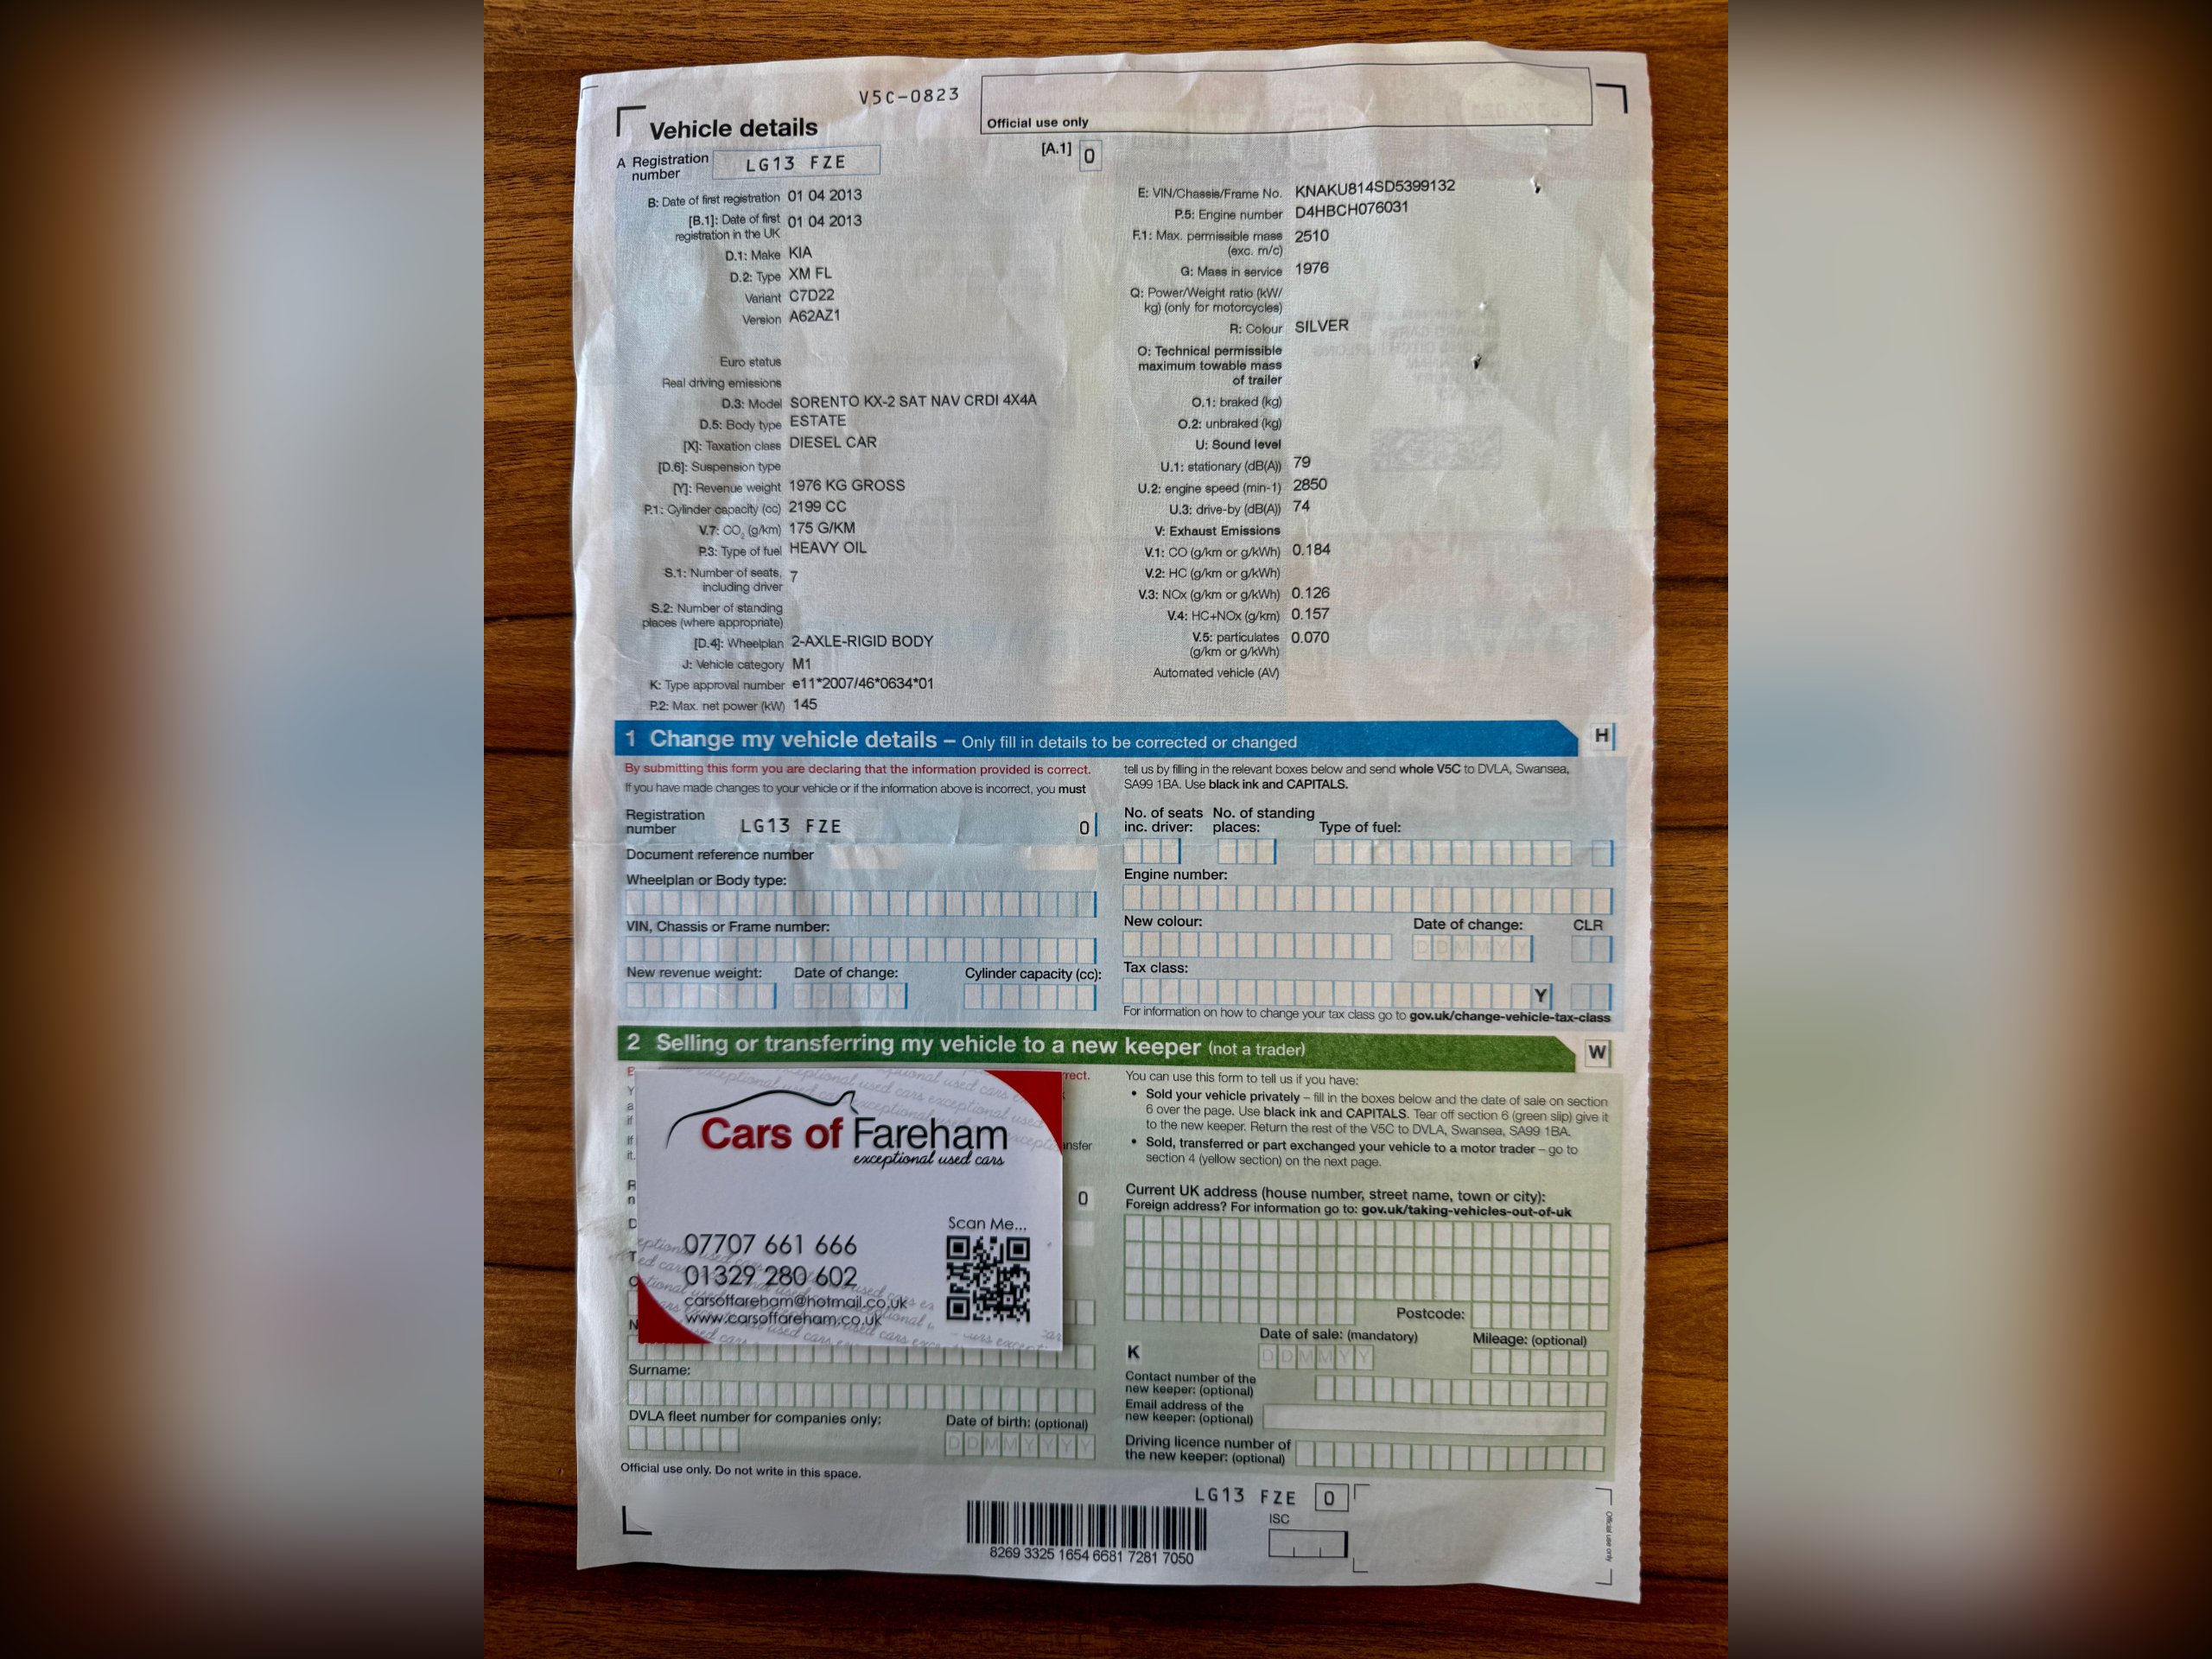 V5C-0823
Official use only
Vehicle details
A Registration number LG13 FZE
[A.1] 0
B: Date of first registration 01 04 2013
[B.1]: Date of first registration in the UK 01 04 2013
D.1: Make KIA
D.2: Type XM FL
Variant C7D22
Version A62AZ1
Euro status
Real driving emissions
D.3: Model SORENTO KX-2 SAT NAV CRDI 4X4A
D.5: Body type ESTATE
[X]: Taxation class DIESEL CAR
[D.6]: Suspension type
[Y]: Revenue weight 1976 KG GROSS
P.1: Cylinder capacity (cc) 2199 CC
V.7: CO2 (g/km) 175 G/KM
P.3: Type of fuel HEAVY OIL
S.1: Number of seats, including driver 7
S.2: Number of standing places (where appropriate)
[D.4]: Wheelplan 2-AXLE-RIGID BODY
J: Vehicle category M1
K: Type approval number e11*2007/46*0634*01
P.2: Max. net power (kW) 145
E: VIN/Chassis/Frame No. KNAKU814SD5399132
P.5: Engine number D4HBCH076031
F.1: Max. permissible mass (exc. m/c) 2510
G: Mass in service 1976
Q: Power/Weight ratio (kW/kg) (only for motorcycles)
R: Colour SILVER
O: Technical permissible maximum towable mass of trailer
O.1: braked (kg)
O.2: unbraked (kg)
U: Sound level
U.1: stationary (dB(A)) 79
U.2: engine speed (min-1) 2850
U.3: drive-by (dB(A)) 74
V: Exhaust Emissions
V.1: CO (g/km or g/kWh) 0.184
V.2: HC (g/km or g/kWh)
V.3: NOx (g/km or g/kWh) 0.126
V.4: HC+NOx (g/km) 0.157
V.5: particulates (g/km or g/kWh) 0.070
Automated vehicle (AV)
1 Change my vehicle details – Only fill in details to be corrected or changed
H
By submitting this form you are declaring that the information provided is correct.
If you have made changes to your vehicle or if the information above is incorrect, you must
tell us by filling in the relevant boxes below and send whole V5C to DVLA, Swansea,
SA99 1BA. Use black ink and CAPITALS.
Registration number LG13 FZE 0
Document reference number
Wheelplan or Body type:
VIN, Chassis or Frame number:
New revenue weight: Date of change: Cylinder capacity (cc):
DDMMYY
No. of seats inc. driver: No. of standing places: Type of fuel:
Engine number:
New colour: Date of change: CLR
DDMMYY
Tax class:
Y
For information on how to change your tax class go to gov.uk/change-vehicle-tax-class
2 Selling or transferring my vehicle to a new keeper (not a trader)
W
Cars of Fareham
exceptional used cars
Scan Me...
07707 661 666
01329 280 602
carsoffareham@hotmail.co.uk
www.carsoffareham.co.uk
0
Surname:
DVLA fleet number for companies only: Date of birth: (optional)
DDMMYYYY
Official use only. Do not write in this space.
You can use this form to tell us if you have:
• Sold your vehicle privately – fill in the boxes below and the date of sale on section
6 over the page. Use black ink and CAPITALS. Tear off section 6 (green slip) give it
to the new keeper. Return the rest of the V5C to DVLA, Swansea, SA99 1BA.
• Sold, transferred or part exchanged your vehicle to a motor trader – go to
section 4 (yellow section) on the next page.
Current UK address (house number, street name, town or city):
Foreign address? For information go to: gov.uk/taking-vehicles-out-of-uk
Postcode:
Date of sale: (mandatory) Mileage: (optional)
K DDMMYY
Contact number of the new keeper: (optional)
Email address of the new keeper: (optional)
Driving licence number of the new keeper: (optional)
LG13 FZE 0
ISC
8269 3325 1654 6681 7281 7050
Official use only